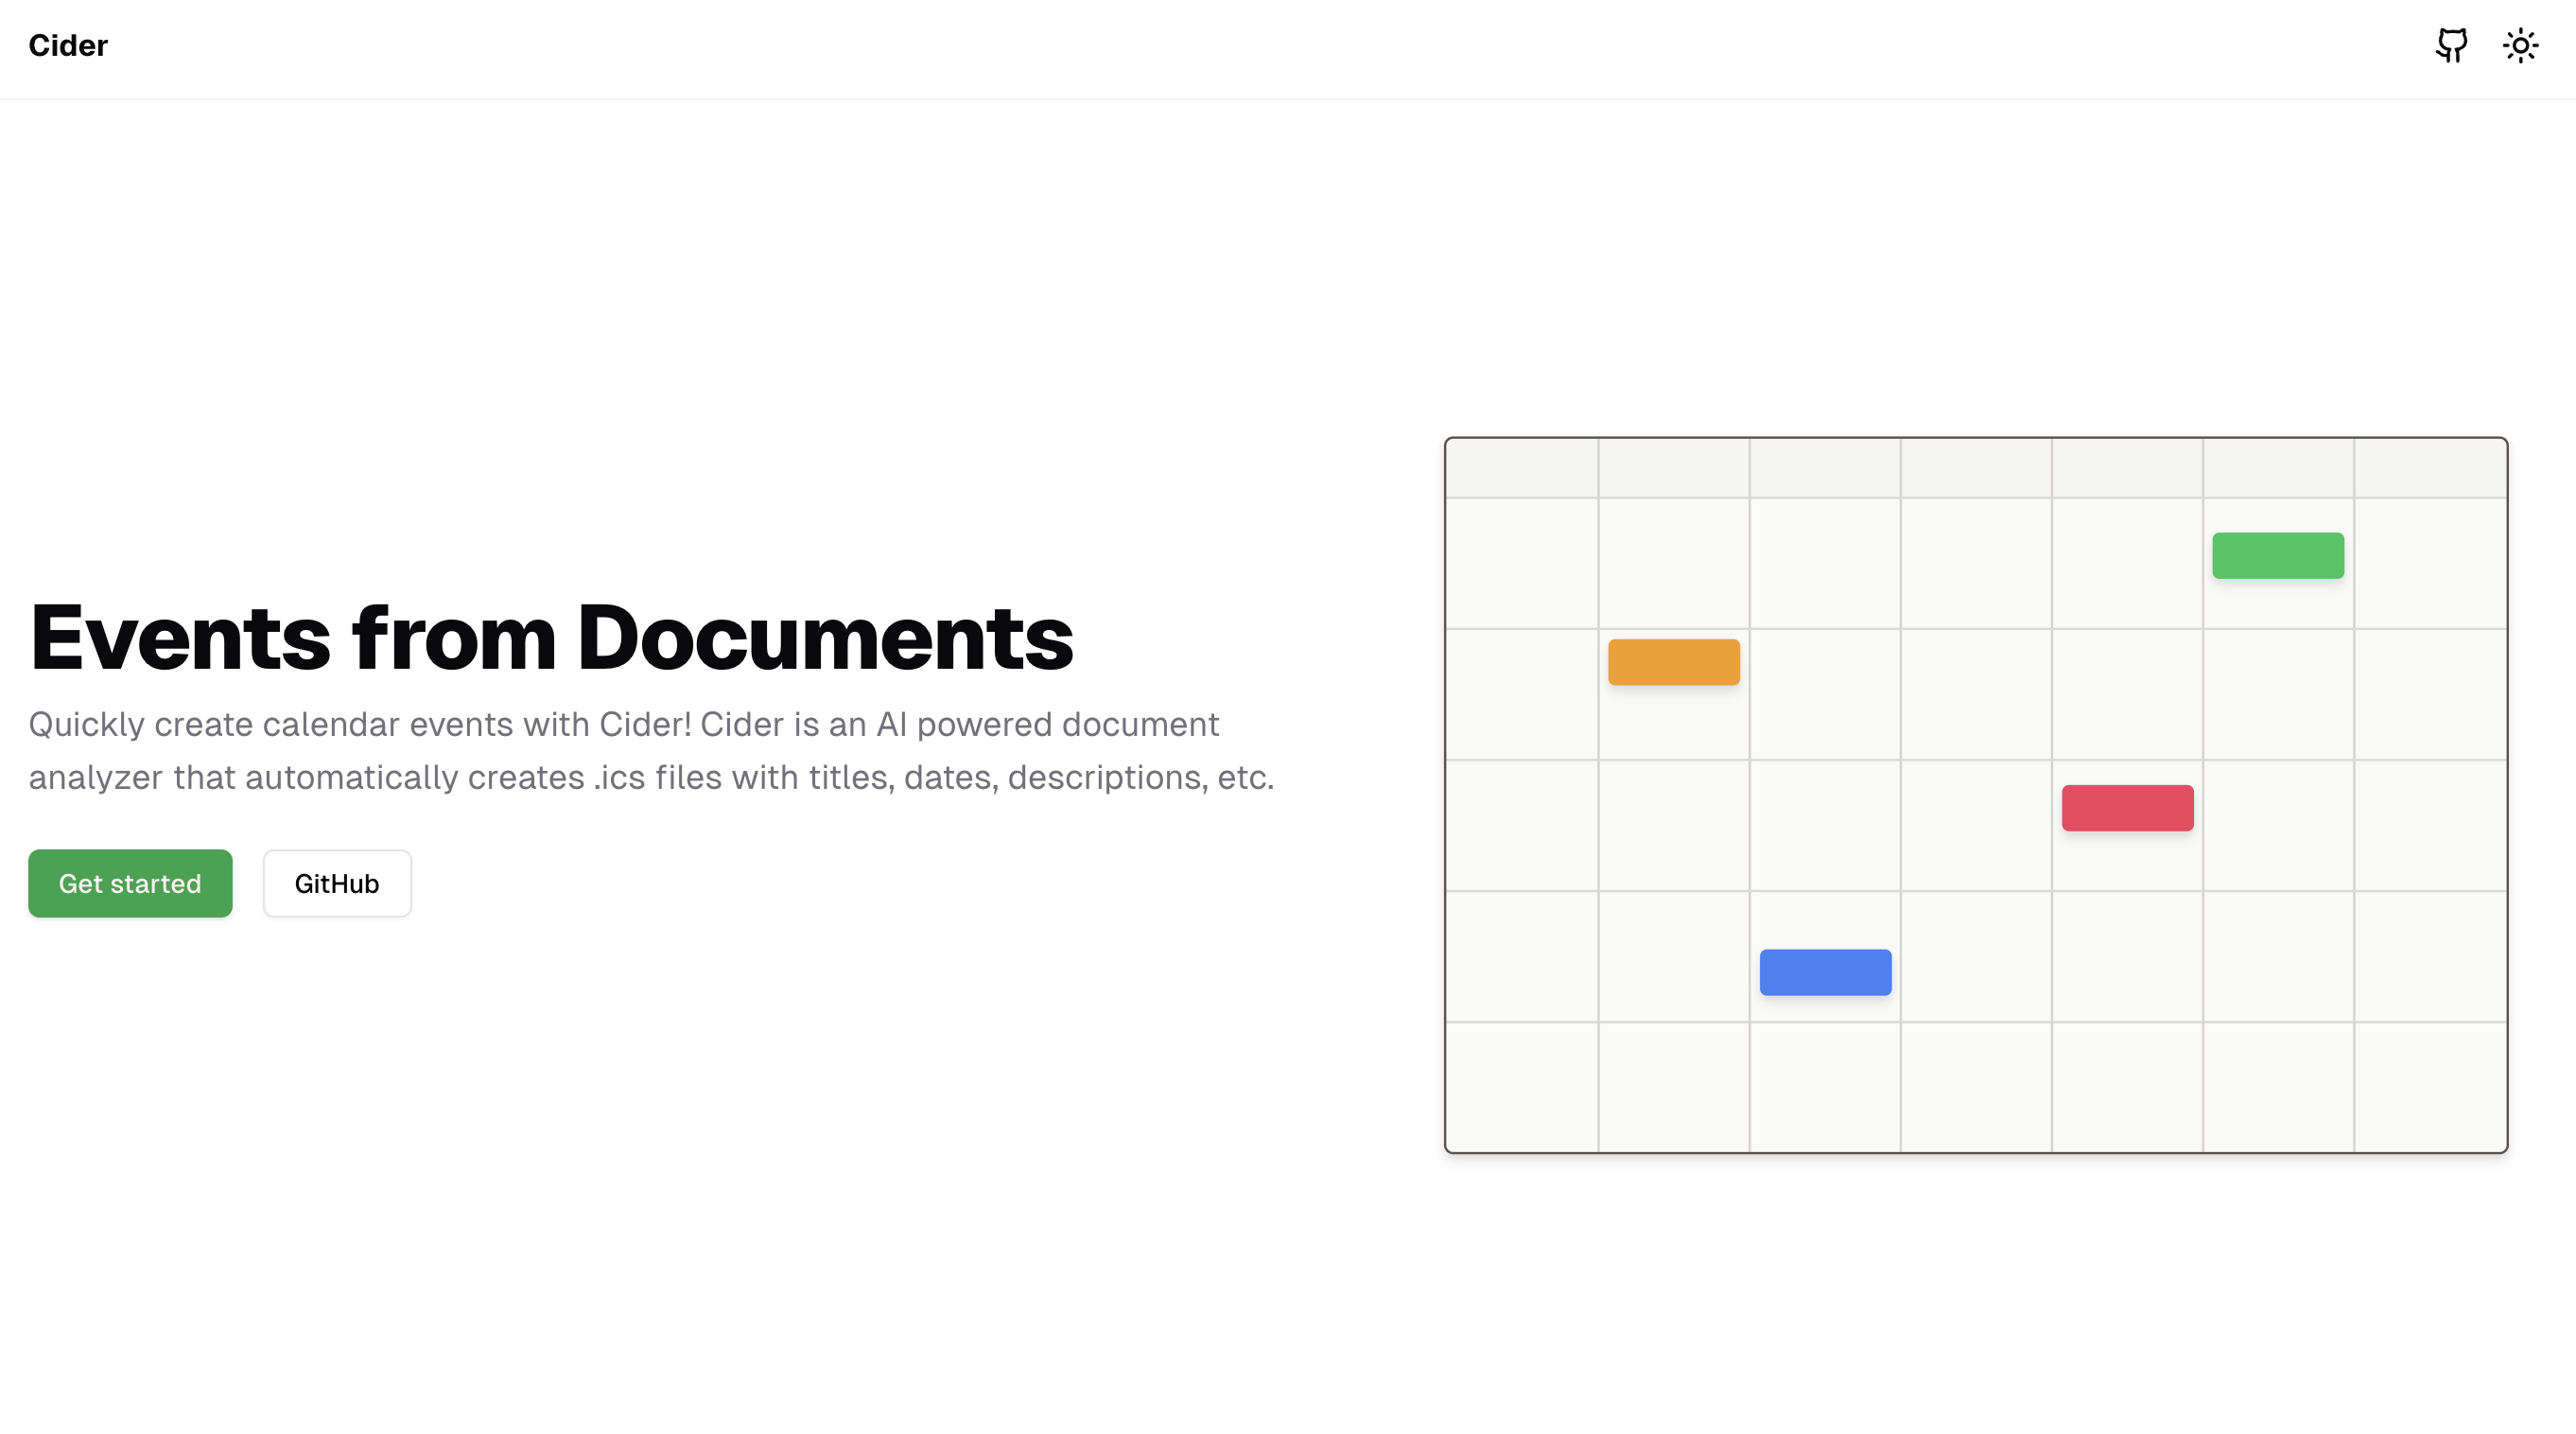 Cider
Events from Documents
Quickly create calendar events with Cider! Cider is an AI powered document
analyzer that automatically creates .ics files with titles, dates, descriptions, etc.
Get started
GitHub